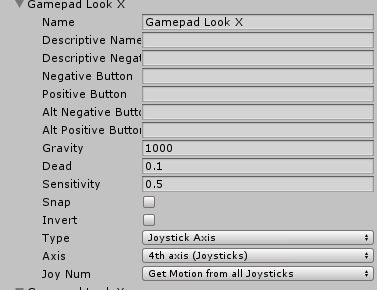 Gamepad Look X
Name Gamepad Look X
Descriptive Name
Descriptive Negat
Negative Button
Positive Button
Alt Negative Butto
Alt Positive Button
Gravity 1000
Dead 0.1
Sensitivity 0.5
Snap
Invert
Type Joystick Axis
Axis 4th axis (Joysticks)
Joy Num Get Motion from all Joysticks